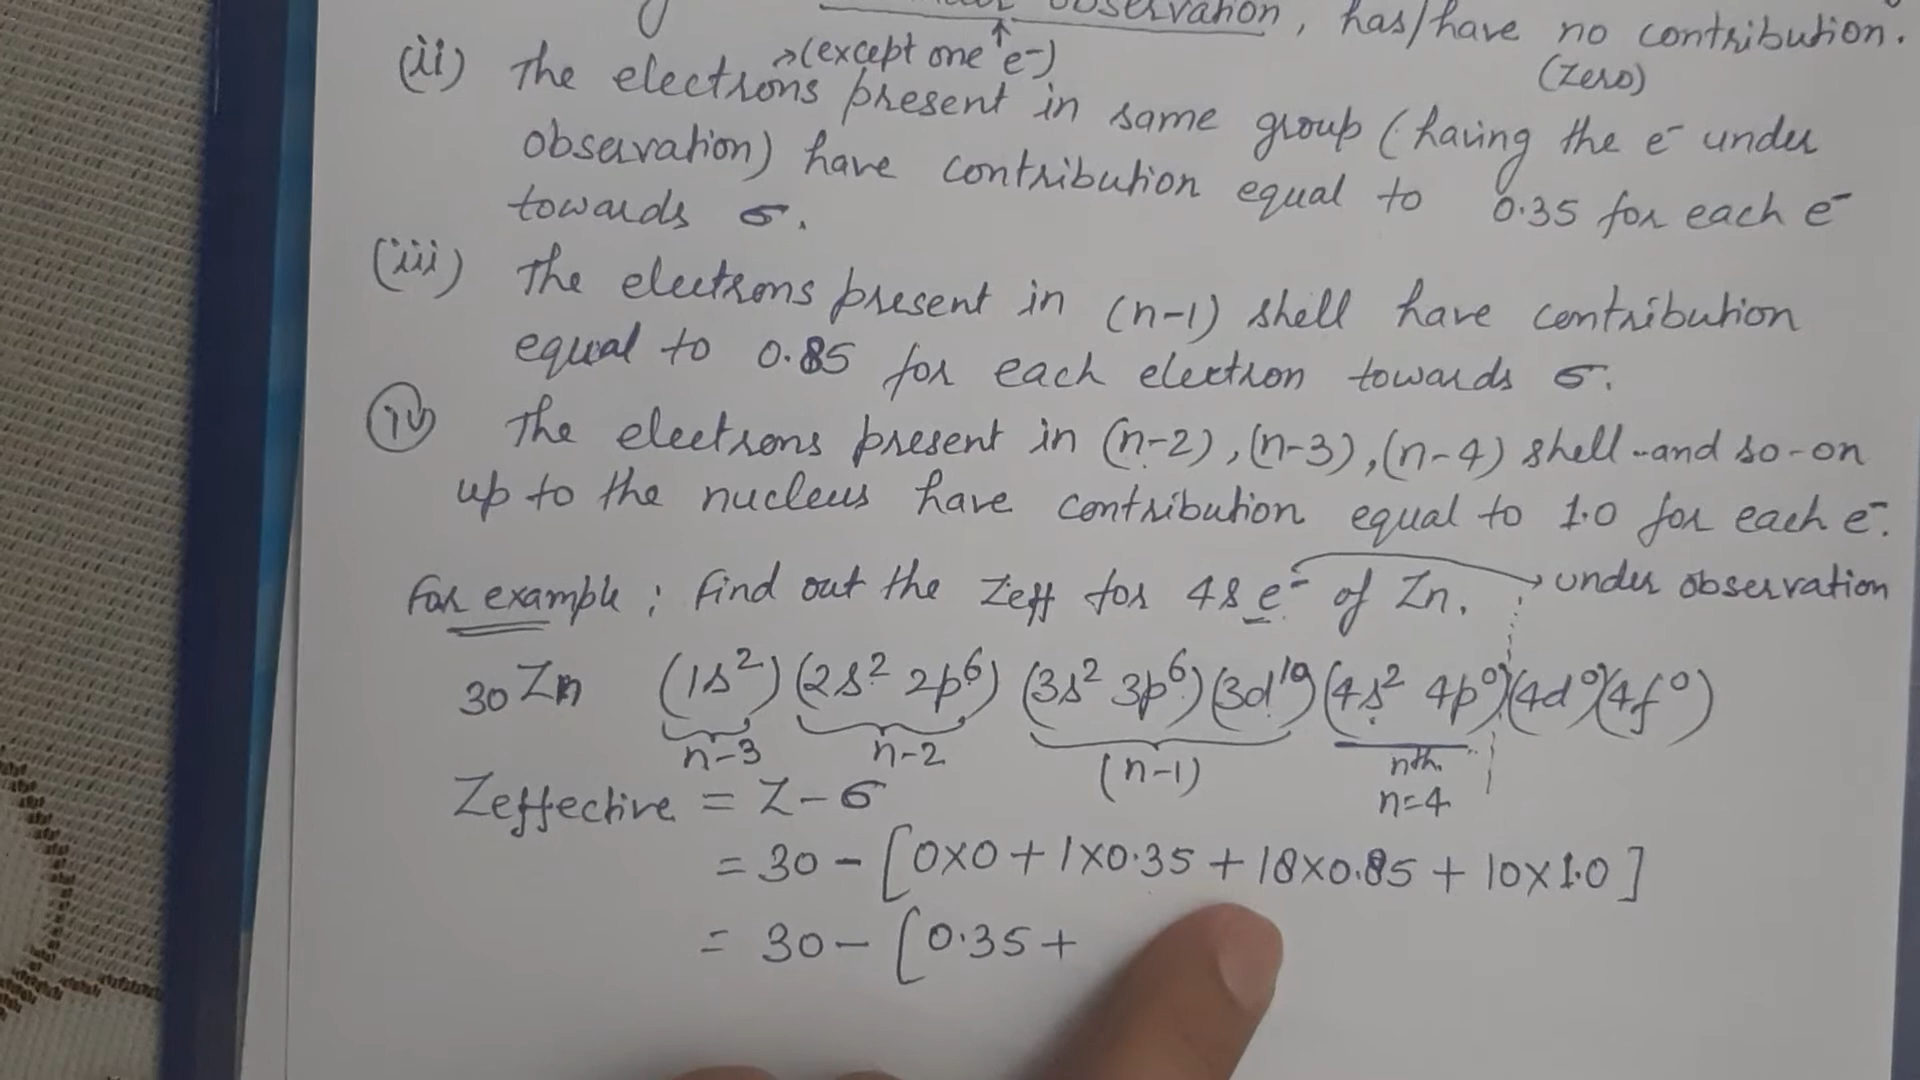 observation, has/have no contribution.
(zero)
(ii) The electrons (except one e-) present in same group (having the e- under
observation) have contribution equal to 0.35 for each e-
towards σ.
(iii) The electrons present in (n-1) shell have contribution
equal to 0.85 for each electron towards σ.
(iv) The electrons present in (n-2), (n-3), (n-4) shell ..and so-on
up to the nucleus have contribution equal to 1.0 for each e-.
For example ; Find out the Zeff for 4s e- of Zn. → under observation
30 Zn (1s²) (2s² 2p⁶) (3s² 3p⁶) (3d¹⁰) (4s² 4p⁰) (4d⁰) (4f⁰)
n-3 n-2 (n-1) nth
n=4
Zeffective = Z - σ
= 30 - [0×0 + 1×0.35 + 18×0.85 + 10×1.0]
= 30 - [0.35 +